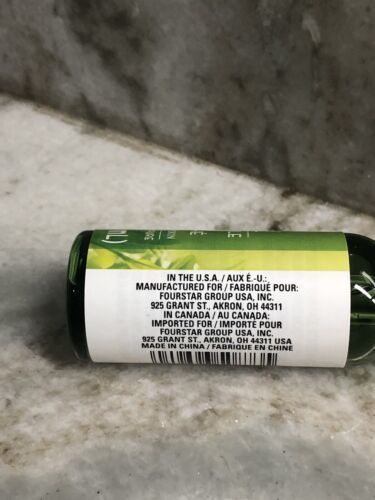 IN THE U.S.A. / AUX É.-U.:
MANUFACTURED FOR / FABRIQUÉ POUR:
FOURSTAR GROUP USA, INC.
925 GRANT ST., AKRON, OH 44311
IN CANADA / AU CANADA:
IMPORTED FOR / IMPORTÉ POUR
FOURSTAR GROUP USA, INC.
925 GRANT ST., AKRON, OH 44311 USA
MADE IN CHINA / FABRIQUE EN CHINE